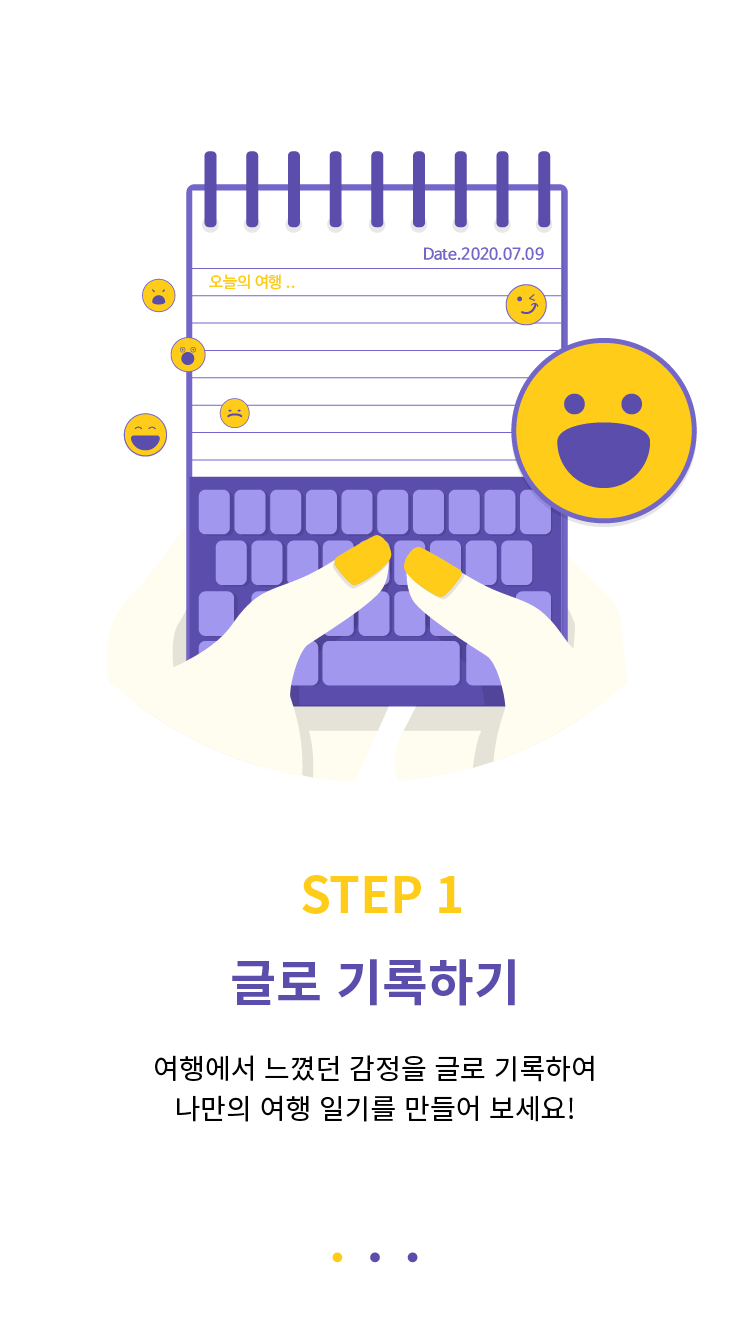 Date.2020.07.09
오늘의 여행 ..
STEP 1
글로 기록하기
여행에서 느꼈던 감정을 글로 기록하여
나만의 여행 일기를 만들어 보세요!